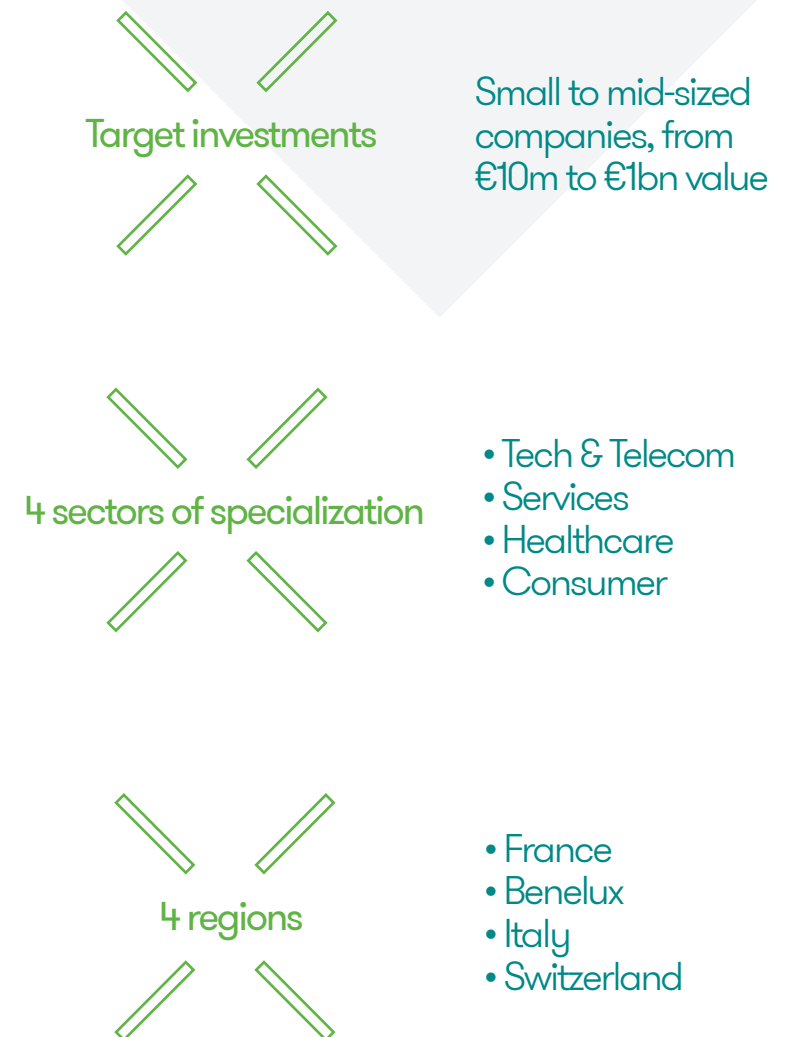 Target investments
Small to mid-sized
companies, from
€10m to €1bn value
4 sectors of specialization
• Tech & Telecom
• Services
• Healthcare
• Consumer
4 regions
• France
• Benelux
• Italy
• Switzerland